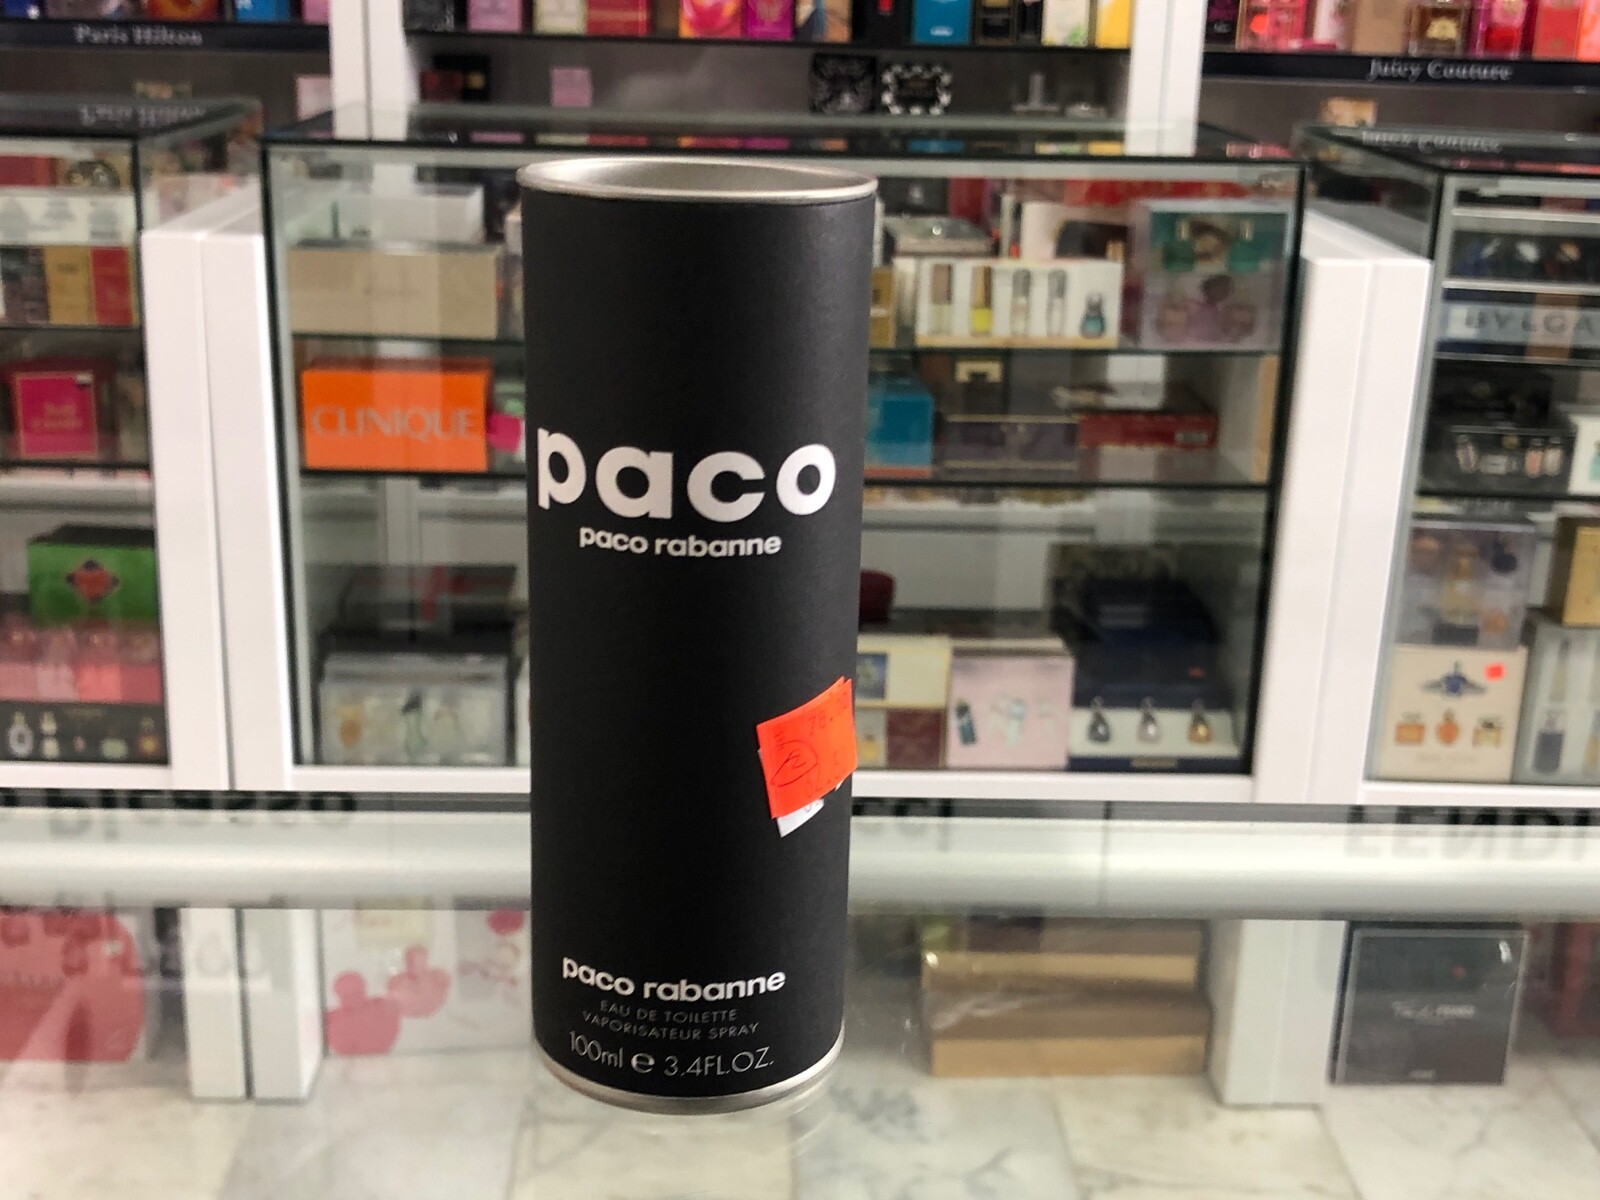 Paris Hilton
Juicy Couture
CLINIQUE
paco
paco rabanne
paco rabanne
EAU DE TOILETTE
VAPORISATEUR SPRAY
100ml e 3.4FL.OZ.